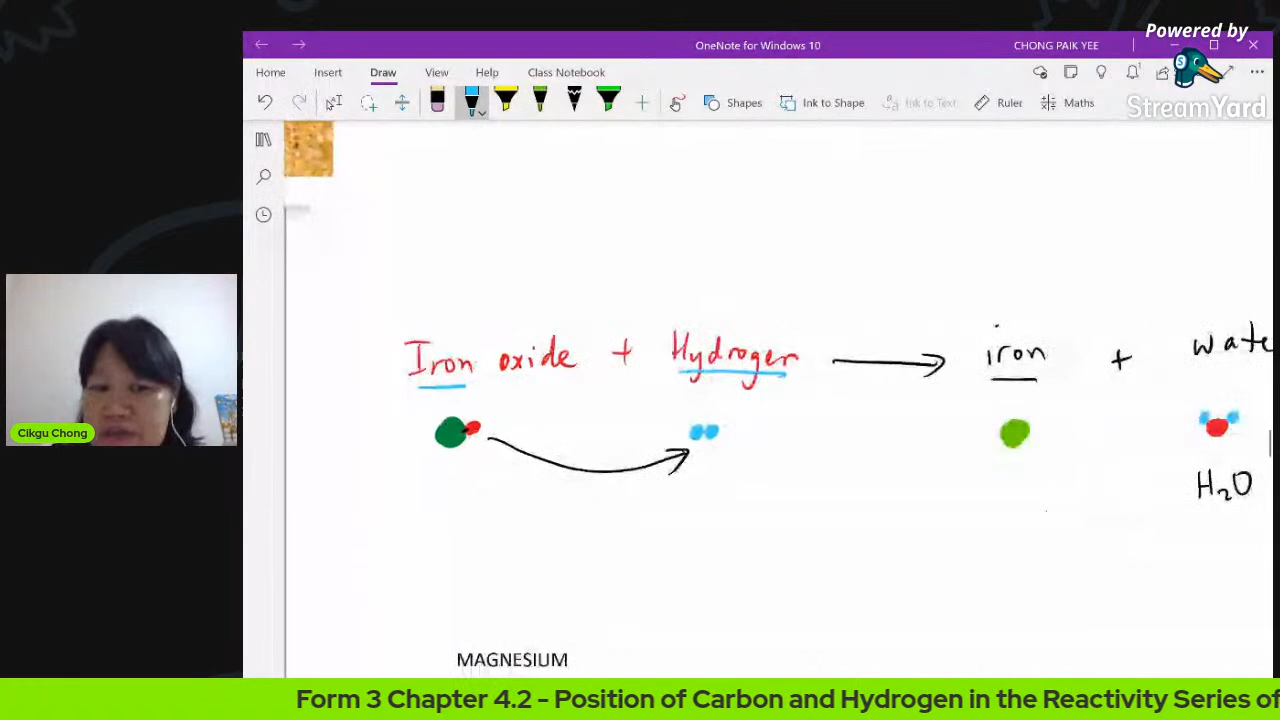 Powered by
StreamYard
OneNote for Windows 10
CHONG PAIK YEE
Home Insert Draw View Help Class Notebook
Shapes Ink to Shape Ink to Text Ruler Maths
Iron oxide + Hydrogen → iron + wate
H₂O
Cikgu Chong
MAGNESIUM
Form 3 Chapter 4.2 - Position of Carbon and Hydrogen in the Reactivity Series of